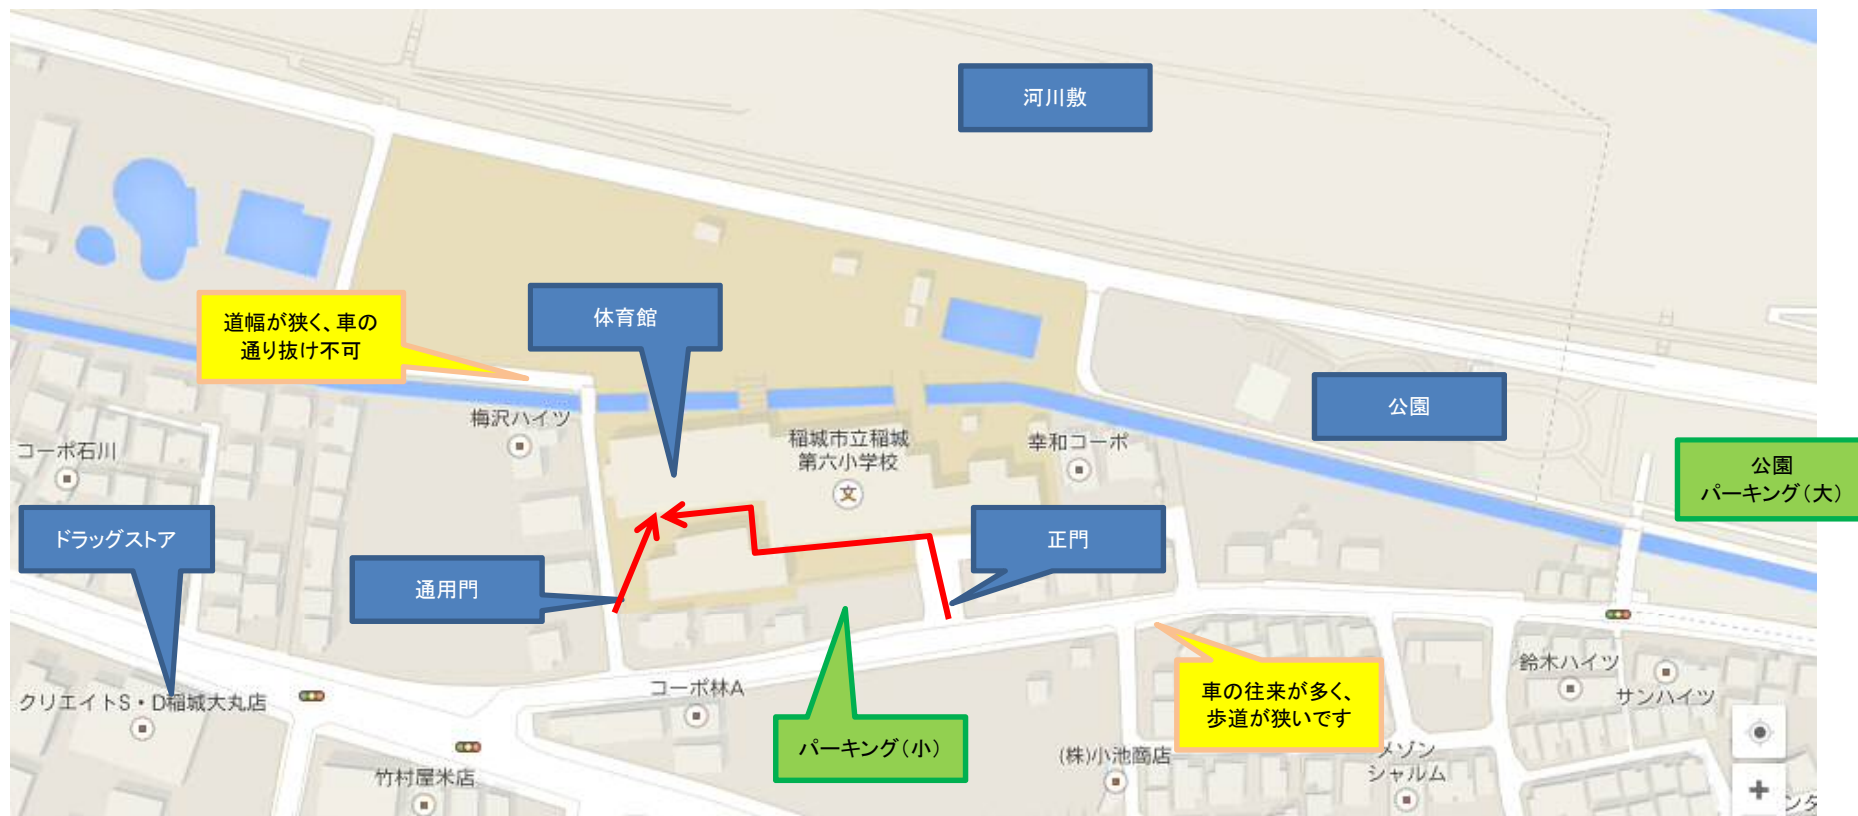 河川敷
道幅が狭く、車の
通り抜け不可
体育館
公園
梅沢ハイツ
稲城市立稲城
第六小学校
文
幸和コーポ
コーポ石川
公園
パーキング（大）
ドラッグストア
正門
通用門
鈴木ハイツ
サンハイツ
コーポ林A
車の往来が多く、
歩道が狭いです
クリエイトS・D稲城大丸店
パーキング（小）
(株)小池商店
メゾン
シャルム
竹村屋米店
ンタ